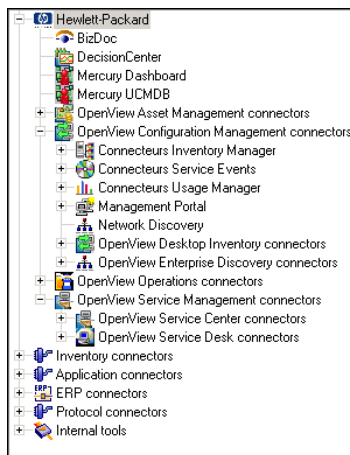 Hewlett-Packard
BizDoc
DecisionCenter
Mercury Dashboard
Mercury UCMDB
OpenView Asset Management connectors
OpenView Configuration Management connectors
Connecteurs Inventory Manager
Connecteurs Service Events
Connecteurs Usage Manager
Management Portal
Network Discovery
OpenView Desktop Inventory connectors
OpenView Enterprise Discovery connectors
OpenView Operations connectors
OpenView Service Management connectors
OpenView Service Center connectors
OpenView Service Desk connectors
Inventory connectors
Application connectors
ERP connectors
Protocol connectors
Internal tools